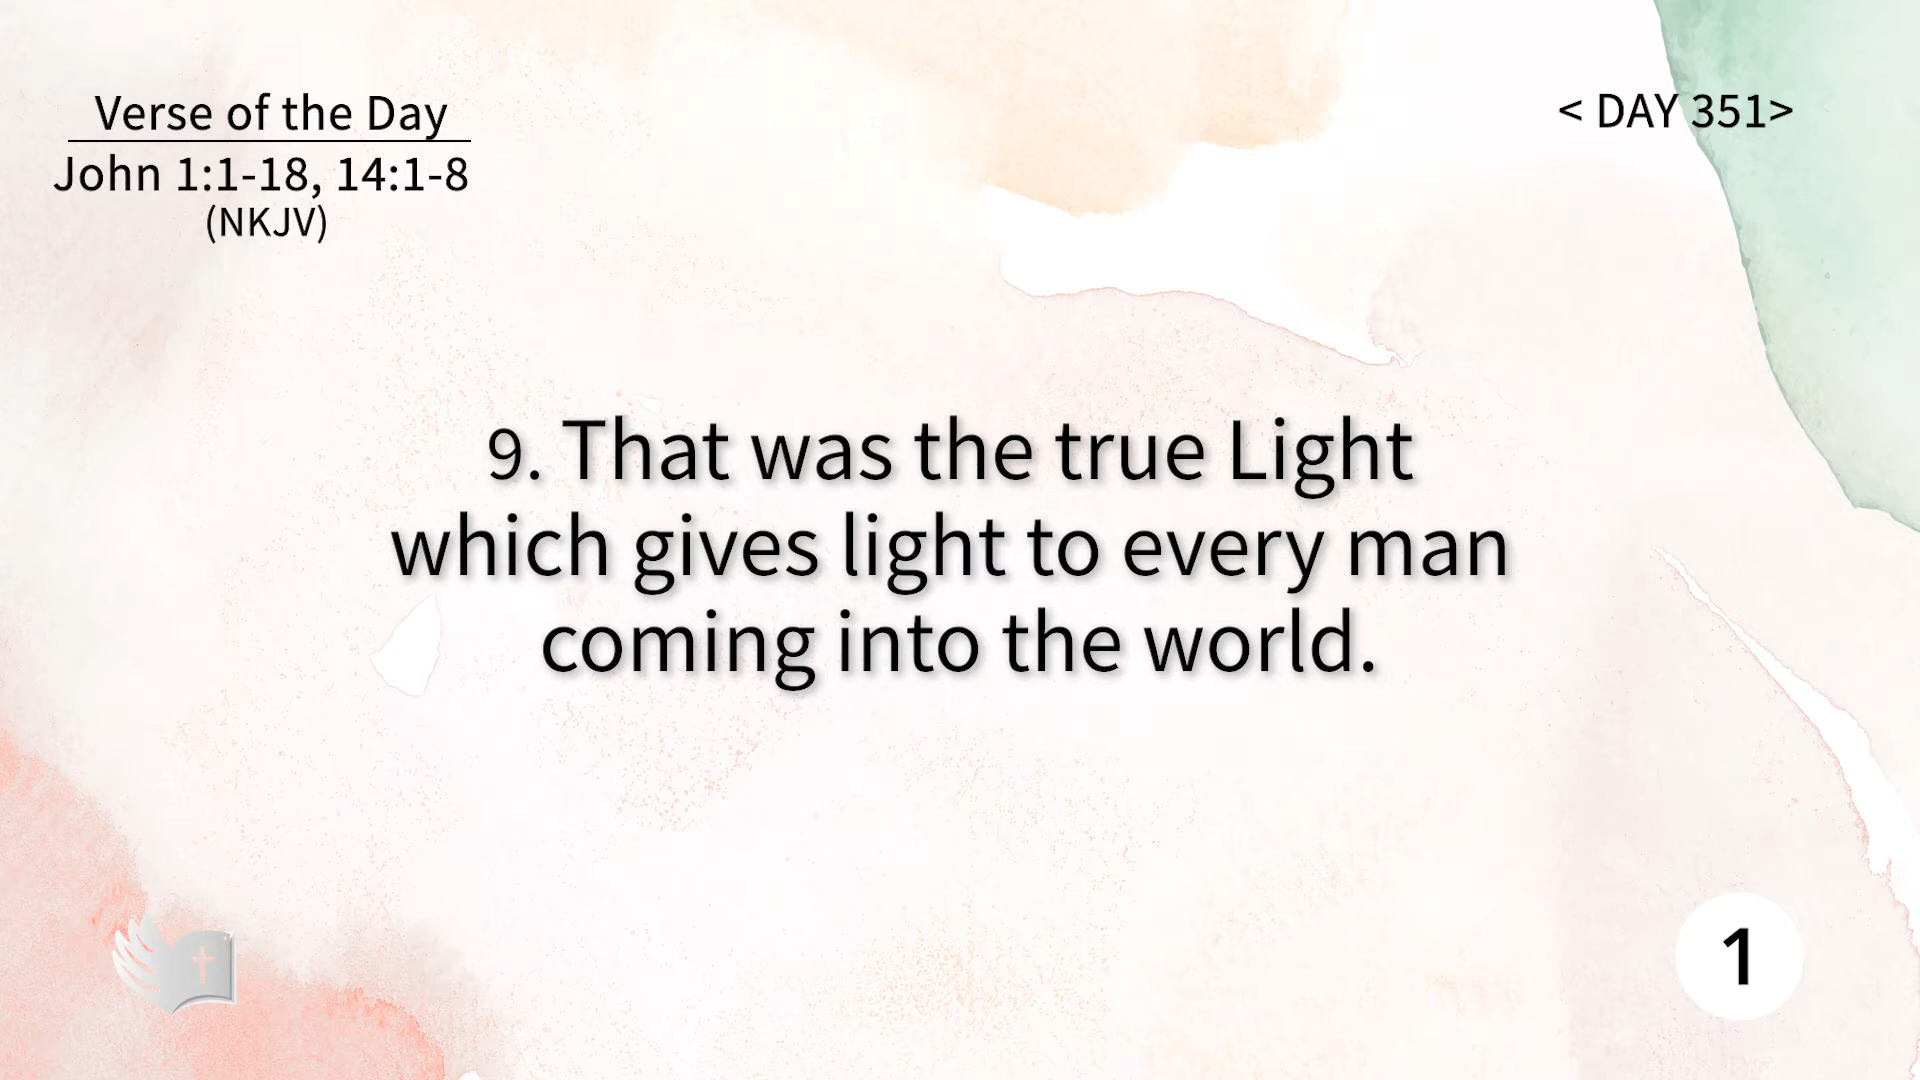 Verse of the Day
John 1:1-18, 14:1-8
(NKJV)
< DAY 351>
9. That was the true Light
which gives light to every man
coming into the world.
1